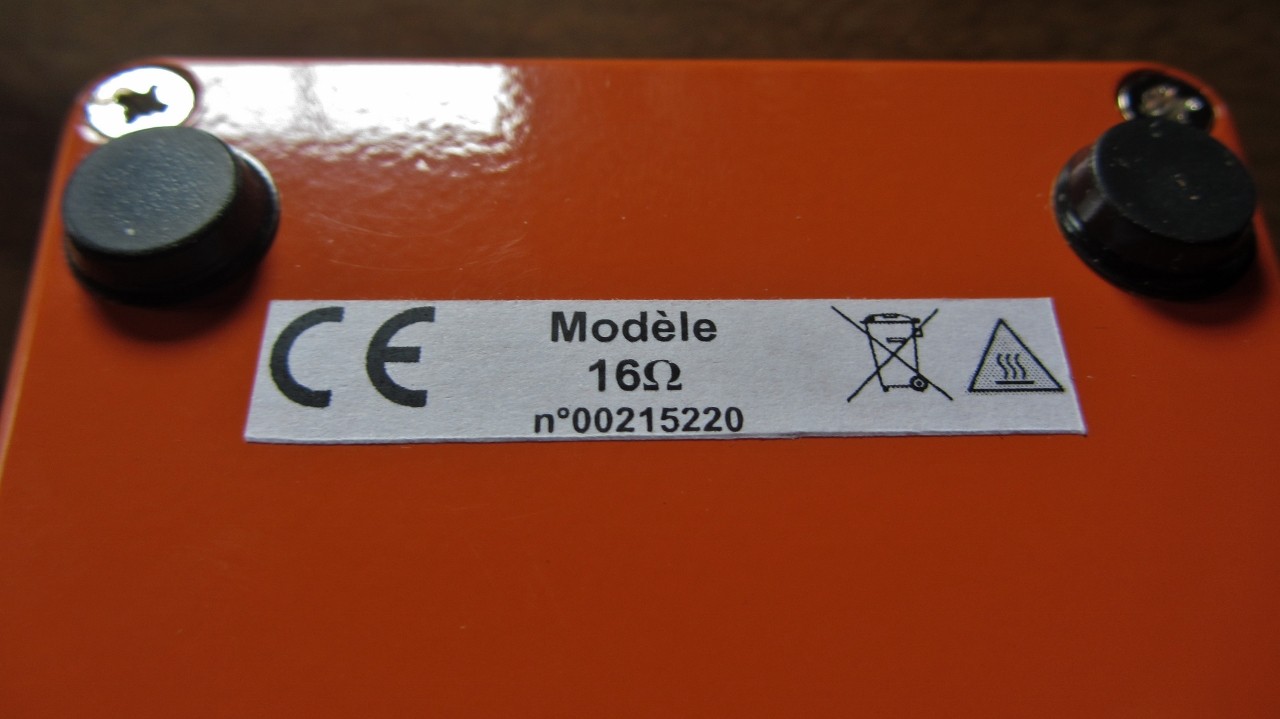 CE
Modèle
16Ω
n°00215220